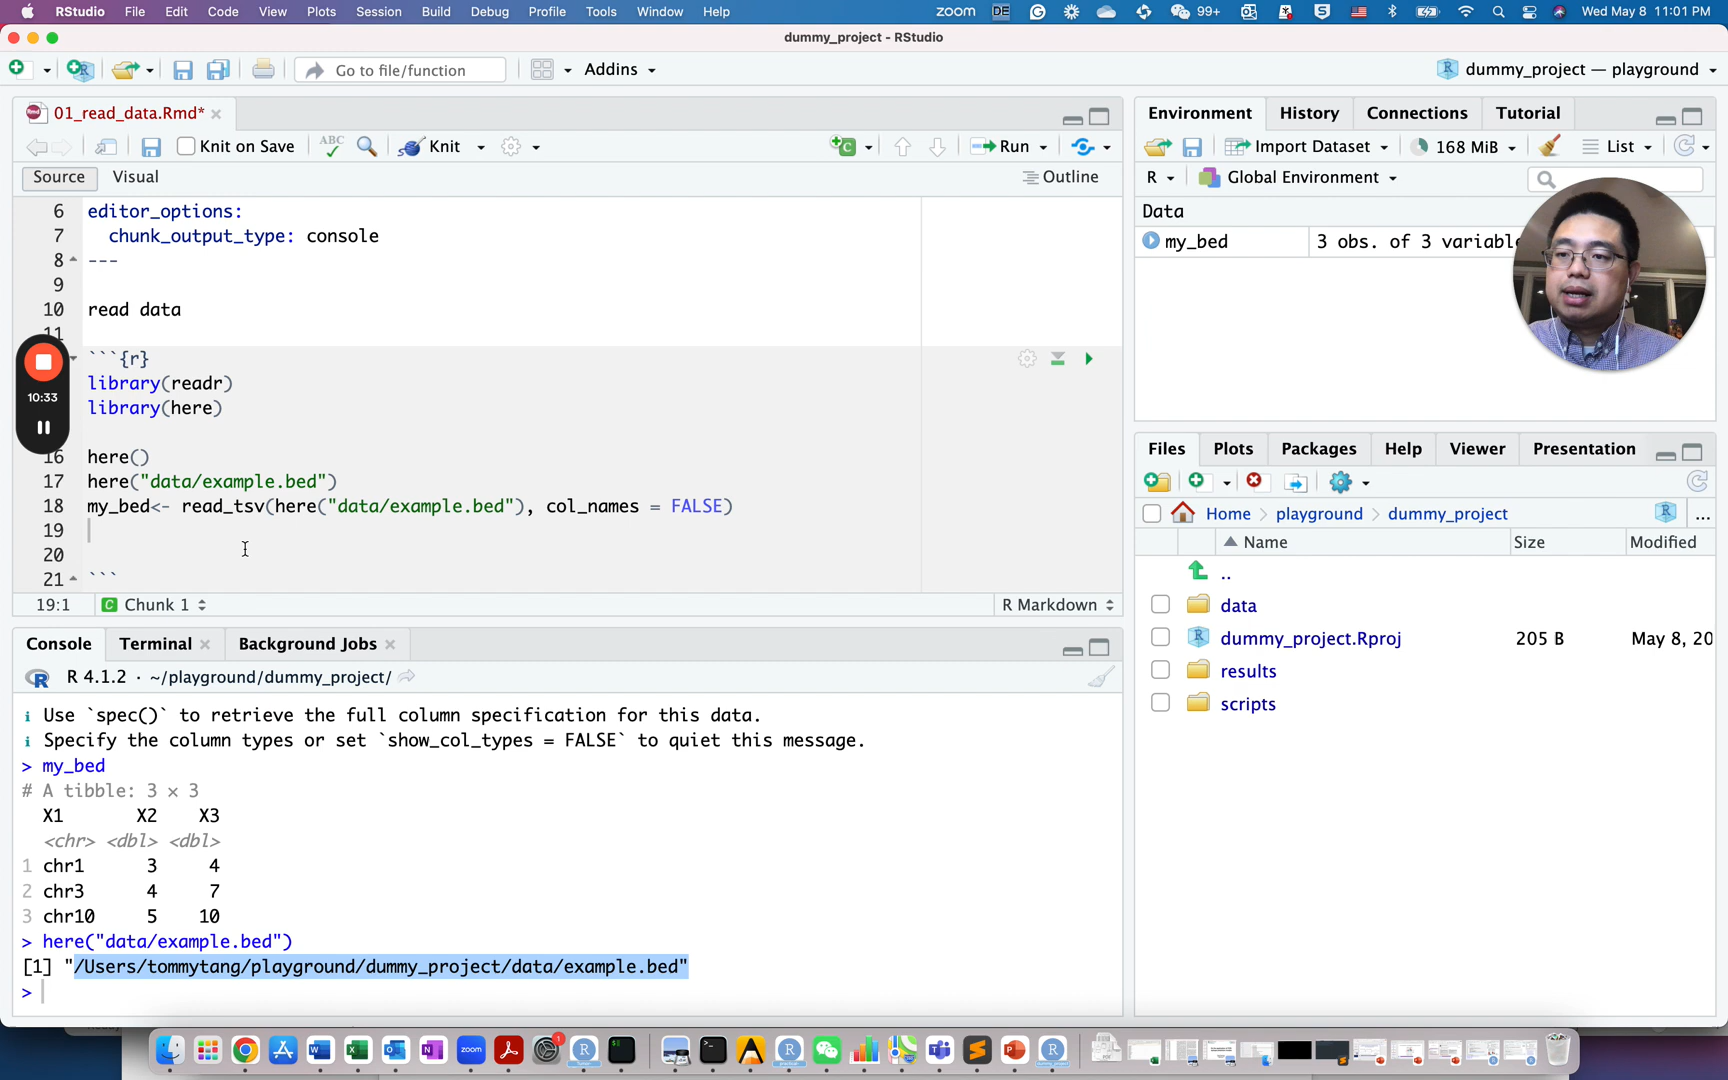 RStudio File Edit Code View Plots Session Build Debug Profile Tools Window Help zoom DE 99+ Wed May 8 11:01 PM
dummy_project - RStudio
Go to file/function Addins dummy_project — playground
01_read_data.Rmd*
Knit on Save ABC Knit Run
Source Visual Outline
6 editor_options:
7 chunk_output_type: console
8 ---
9
10 read data
11
```{r}
library(readr)
library(here)
10:33
16 here()
17 here("data/example.bed")
18 my_bed<- read_tsv(here("data/example.bed"), col_names = FALSE)
19
20
21 ```
19:1 C Chunk 1 R Markdown
Console Terminal Background Jobs
R 4.1.2 · ~/playground/dummy_project/
i Use `spec()` to retrieve the full column specification for this data.
i Specify the column types or set `show_col_types = FALSE` to quiet this message.
> my_bed
# A tibble: 3 × 3
X1 X2 X3
<chr> <dbl> <dbl>
1 chr1 3 4
2 chr3 4 7
3 chr10 5 10
> here("data/example.bed")
[1] "/Users/tommytang/playground/dummy_project/data/example.bed"
>
Environment History Connections Tutorial
Import Dataset 168 MiB List
R Global Environment
Data
my_bed 3 obs. of 3 variable
Files Plots Packages Help Viewer Presentation
Home playground dummy_project ...
Name Size Modified
..
data
dummy_project.Rproj 205 B May 8, 20
results
scripts
zoom